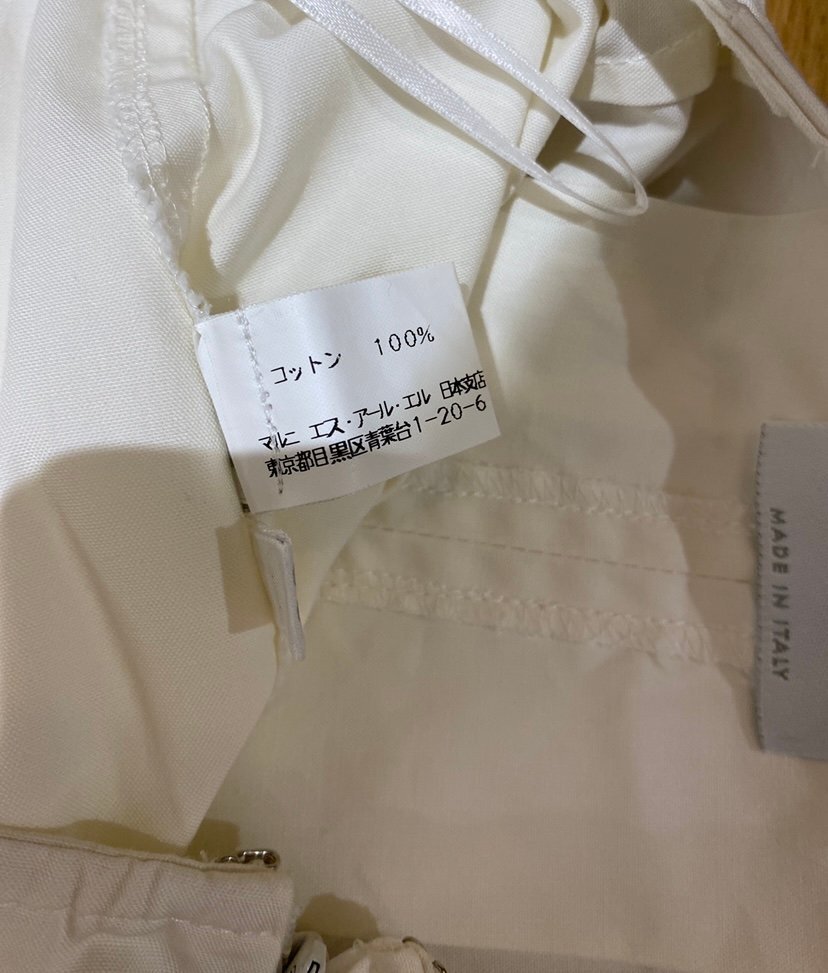 コットン 100%
マルニ エス・アール・エル 日本支店
東京都目黒区青葉台1-20-6
MADE IN ITALY